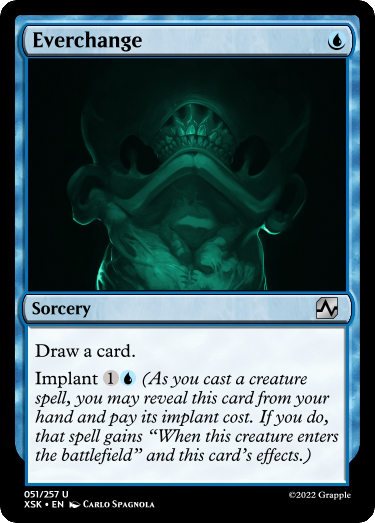 Everchange
Sorcery
Draw a card.
Implant 1 (As you cast a creature
spell, you may reveal this card from your
hand and pay its implant cost. If you do,
that spell gains “When this creature enters
the battlefield” and this card’s effects.)
051/257 U
XSK • EN Carlo Spagnola
©2022 Grapple